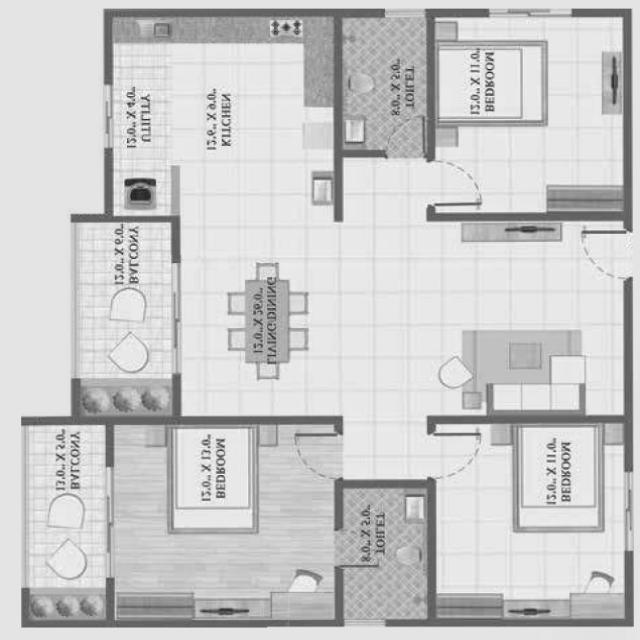 UTILITY
12.0" X 4.0"
KITCHEN
12.6" X 9.0"
TOILET
8.0" X 5.0"
BEDROOM
12.0" X 11.0"
BALCONY
12.0" X 6.0"
LIVING/DINING
12.0" X 26.0"
BALCONY
13.0" X 5.0"
BEDROOM
12.0" X 13.0"
TOILET
8.0" X 5.0"
BEDROOM
12.0" X 11.0"